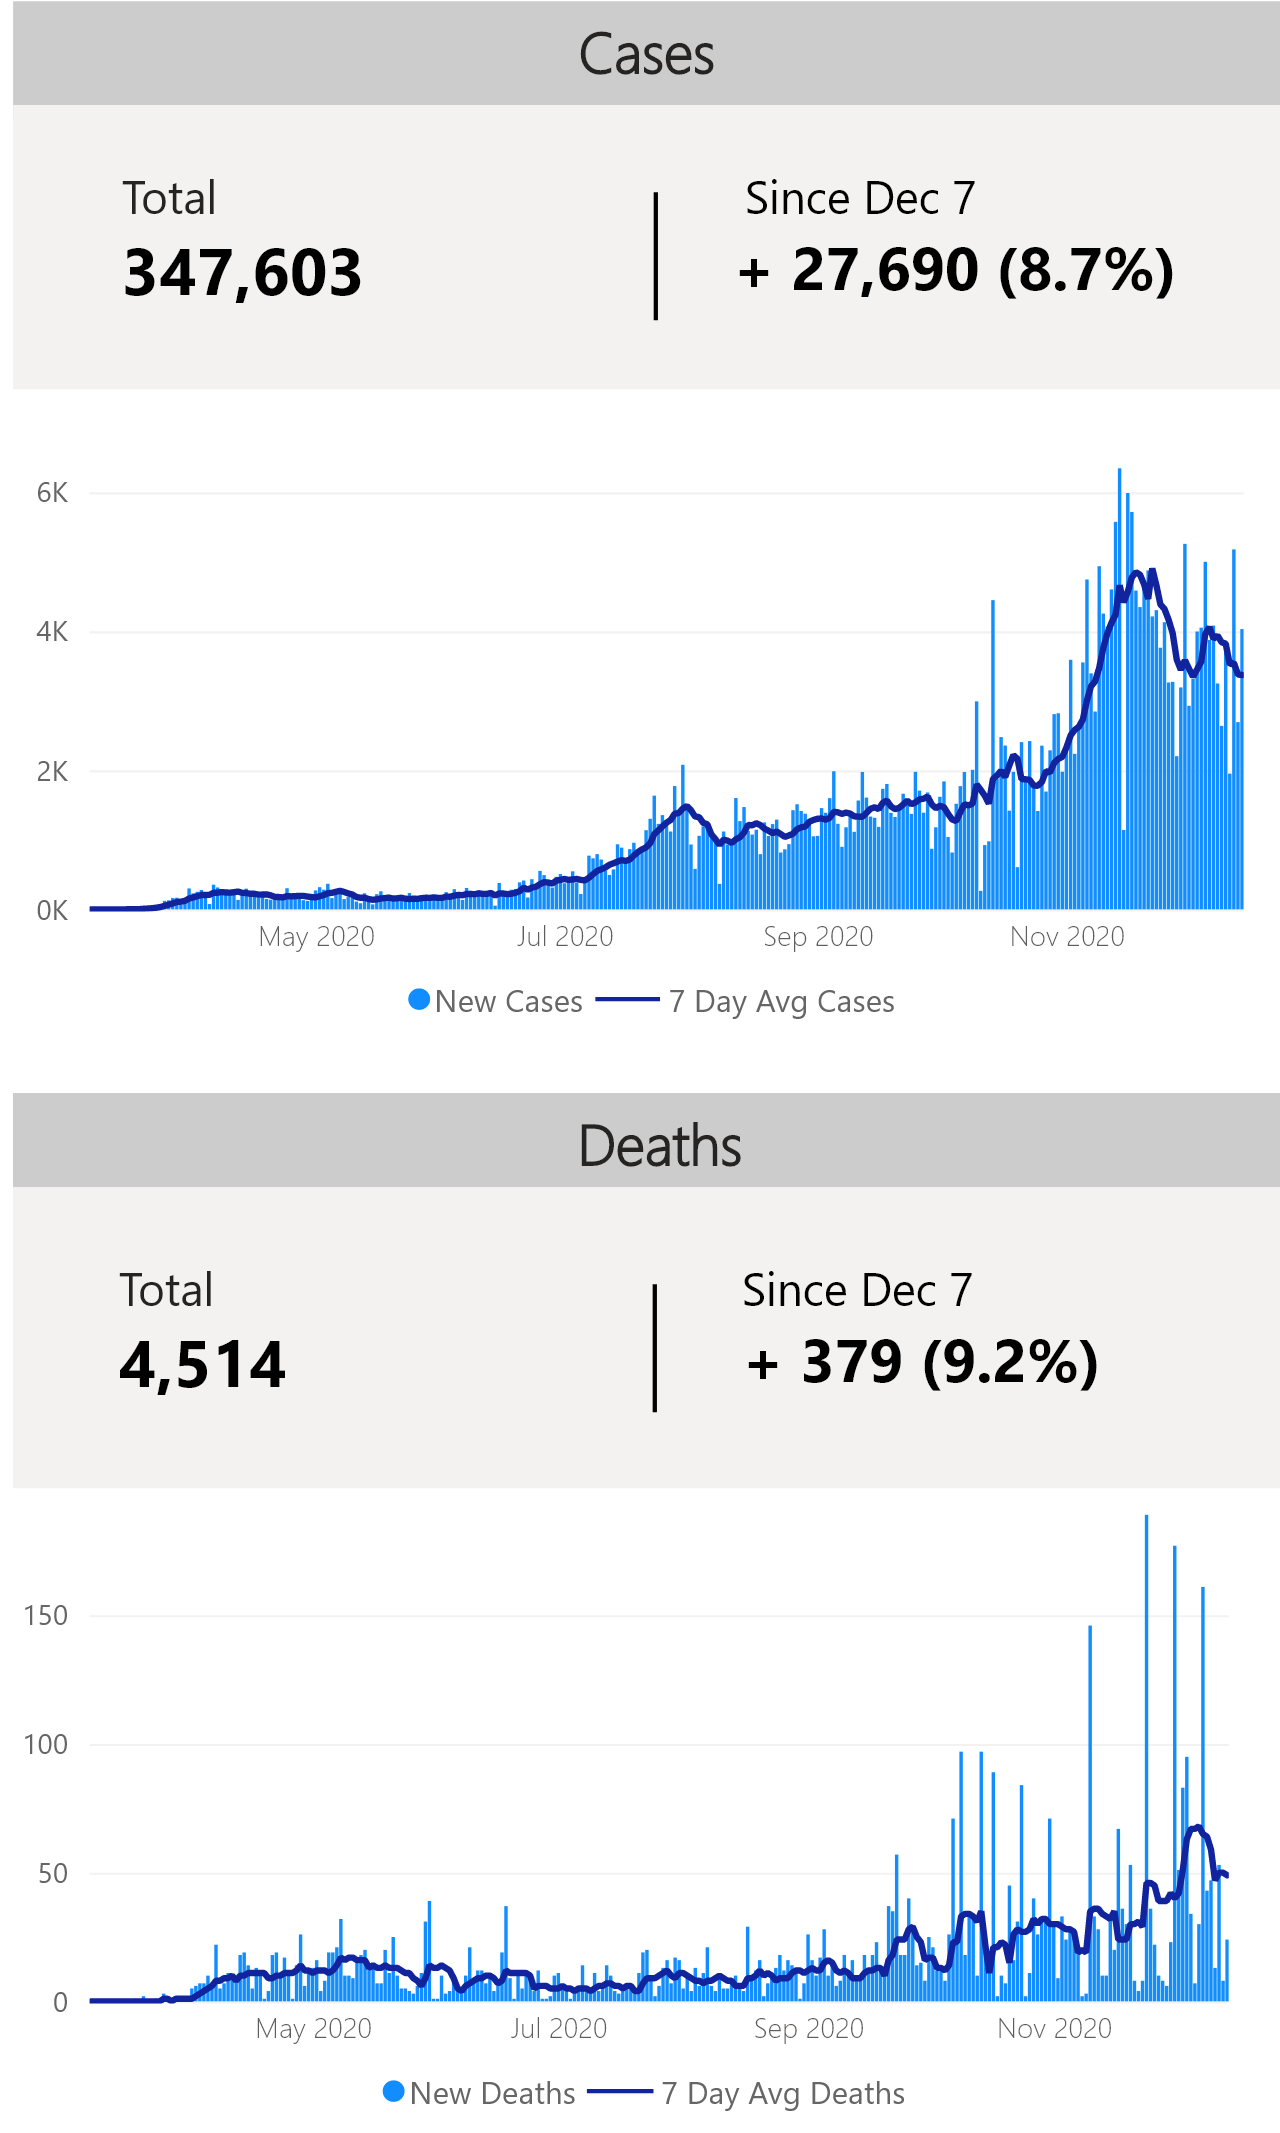 Cases
Total
Since Dec 7
347,603
+ 27,690 (8.7%)
6K
4K
2K
0K
May 2020
Jul 2020
Sep 2020
Nov 2020
New Cases
7 Day Avg Cases
Deaths
Total
Since Dec 7
4,514
+ 379 (9.2%)
150
100
50
0
May 2020
Jul 2020
Sep 2020
Nov 2020
New Deaths
7 Day Avg Deaths